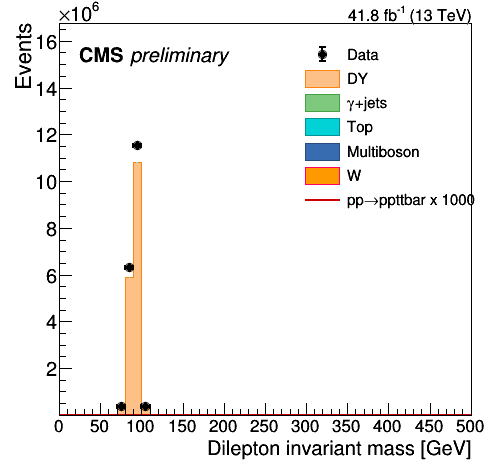 ×10⁶
41.8 fb⁻¹ (13 TeV)
Events
CMS preliminary
Data
DY
γ+jets
Top
Multiboson
W
pp→ppttbar x 1000
16
14
12
10
8
6
4
2
0 50 100 150 200 250 300 350 400 450 500
Dilepton invariant mass [GeV]